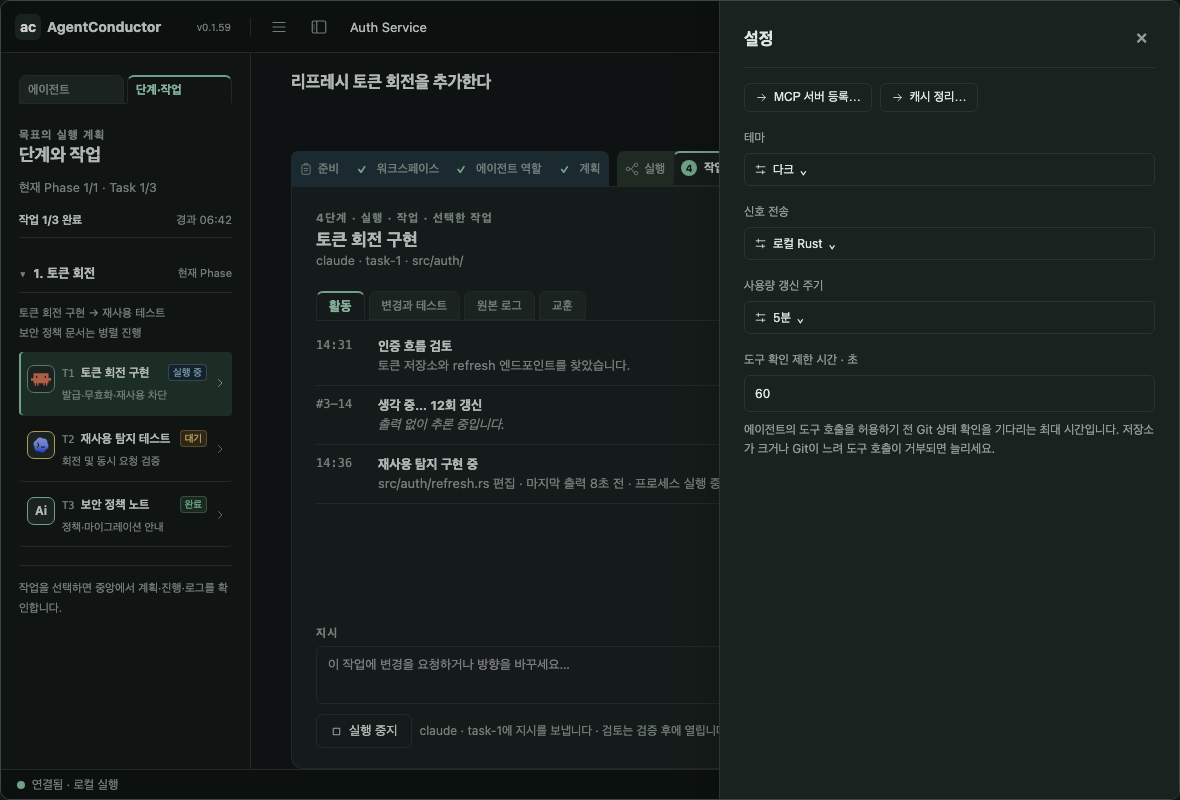 ac AgentConductor v0.1.59 Auth Service
에이전트 단계·작업
목표의 실행 계획
단계와 작업
현재 Phase 1/1 · Task 1/3
작업 1/3 완료 경과 06:42
1. 토큰 회전 현재 Phase
토큰 회전 구현 → 재사용 테스트
보안 정책 문서는 병렬 진행
T1 토큰 회전 구현 실행 중
발급·무효화·재사용 차단
T2 재사용 탐지 테스트 대기
회전 및 동시 요청 검증
Ai T3 보안 정책 노트 완료
정책·마이그레이션 안내
작업을 선택하면 중앙에서 계획·진행·로그를 확
인합니다.
리프레시 토큰 회전을 추가한다
준비 ✓ 워크스페이스 ✓ 에이전트 역할 ✓ 계획 실행 4 작업
4단계 · 실행 · 작업 · 선택한 작업
토큰 회전 구현
claude · task-1 · src/auth/
활동 변경과 테스트 원본 로그 교훈
14:31 인증 흐름 검토
토큰 저장소와 refresh 엔드포인트를 찾았습니다.
#3–14 생각 중… 12회 갱신
출력 없이 추론 중입니다.
14:36 재사용 탐지 구현 중
src/auth/refresh.rs 편집 · 마지막 출력 8초 전 · 프로세스 실행 중
지시
이 작업에 변경을 요청하거나 방향을 바꾸세요…
실행 중지 claude · task-1에 지시를 보냅니다 · 검토는 검증 후에 열립니다
연결됨 · 로컬 실행
설정
→ MCP 서버 등록… → 캐시 정리…
테마
다크
신호 전송
로컬 Rust
사용량 갱신 주기
5분
도구 확인 제한 시간 · 초
60
에이전트의 도구 호출을 허용하기 전 Git 상태 확인을 기다리는 최대 시간입니다. 저장소
가 크거나 Git이 느려 도구 호출이 거부되면 늘리세요.